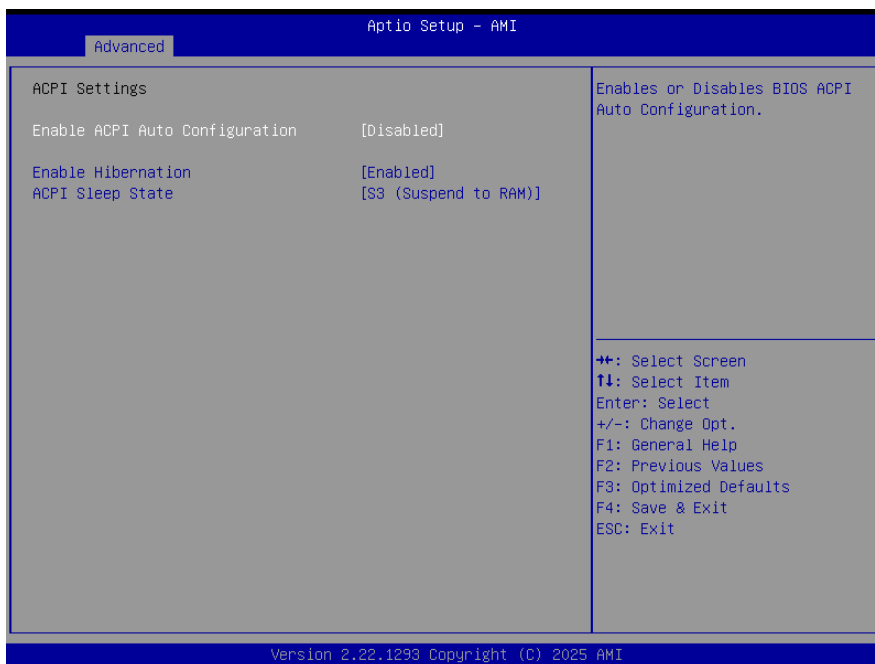 Aptio Setup – AMI
Advanced
ACPI Settings
Enable ACPI Auto Configuration [Disabled]
Enable Hibernation [Enabled]
ACPI Sleep State [S3 (Suspend to RAM)]
Enables or Disables BIOS ACPI
Auto Configuration.
→←: Select Screen
↑↓: Select Item
Enter: Select
+/-: Change Opt.
F1: General Help
F2: Previous Values
F3: Optimized Defaults
F4: Save & Exit
ESC: Exit
Version 2.22.1293 Copyright (C) 2025 AMI